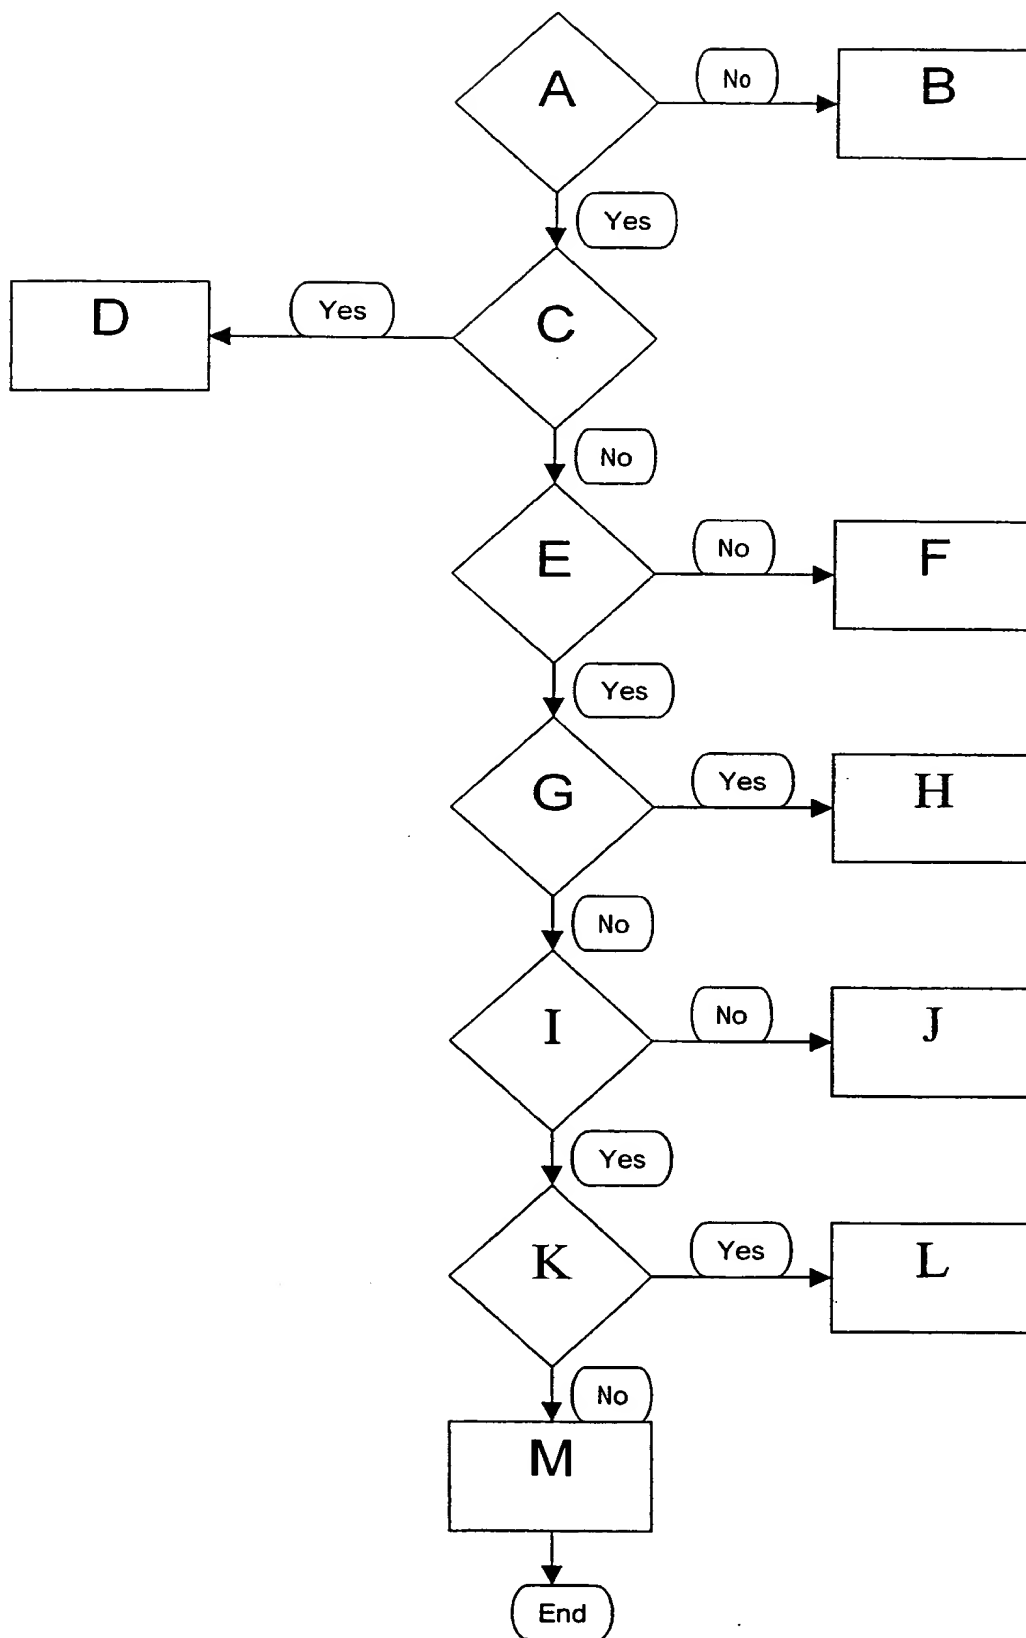 A
No
B
Yes
D
Yes
C
No
E
No
F
Yes
G
Yes
H
No
I
No
J
Yes
K
Yes
L
No
M
End